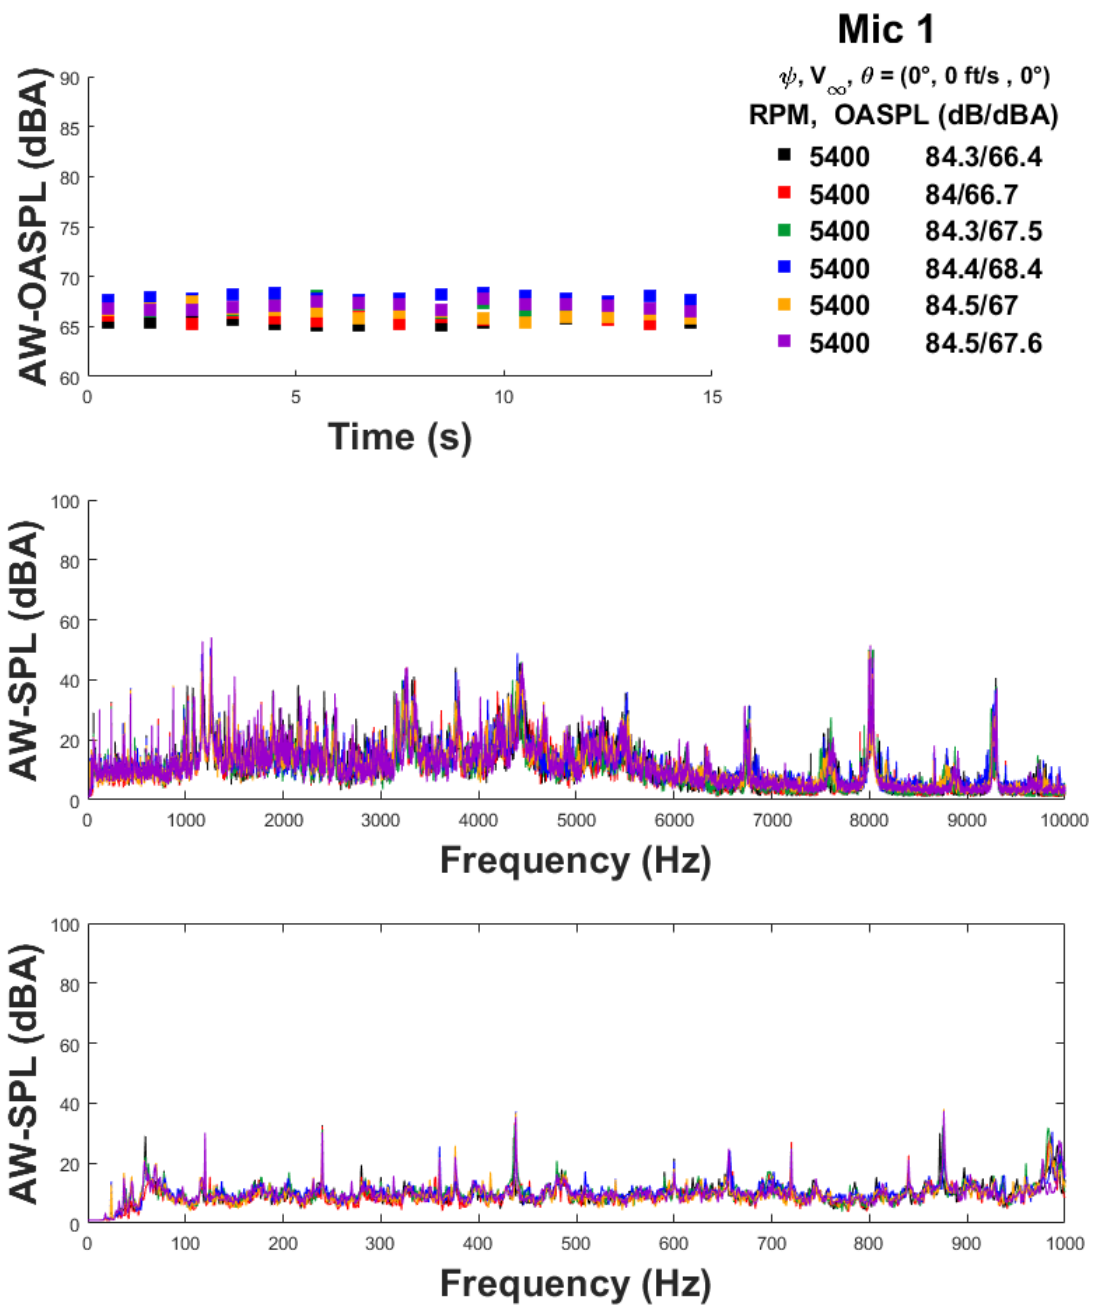 Mic 1
ψ, V∞, θ = (0°, 0 ft/s , 0°)
RPM, OASPL (dB/dBA)
5400 84.3/66.4
5400 84/66.7
5400 84.3/67.5
5400 84.4/68.4
5400 84.5/67
5400 84.5/67.6
AW-OASPL (dBA)
90
85
80
75
70
65
60
0 5 10 15
Time (s)
AW-SPL (dBA)
100
80
60
40
20
0
0 1000 2000 3000 4000 5000 6000 7000 8000 9000 10000
Frequency (Hz)
AW-SPL (dBA)
100
80
60
40
20
0
0 100 200 300 400 500 600 700 800 900 1000
Frequency (Hz)